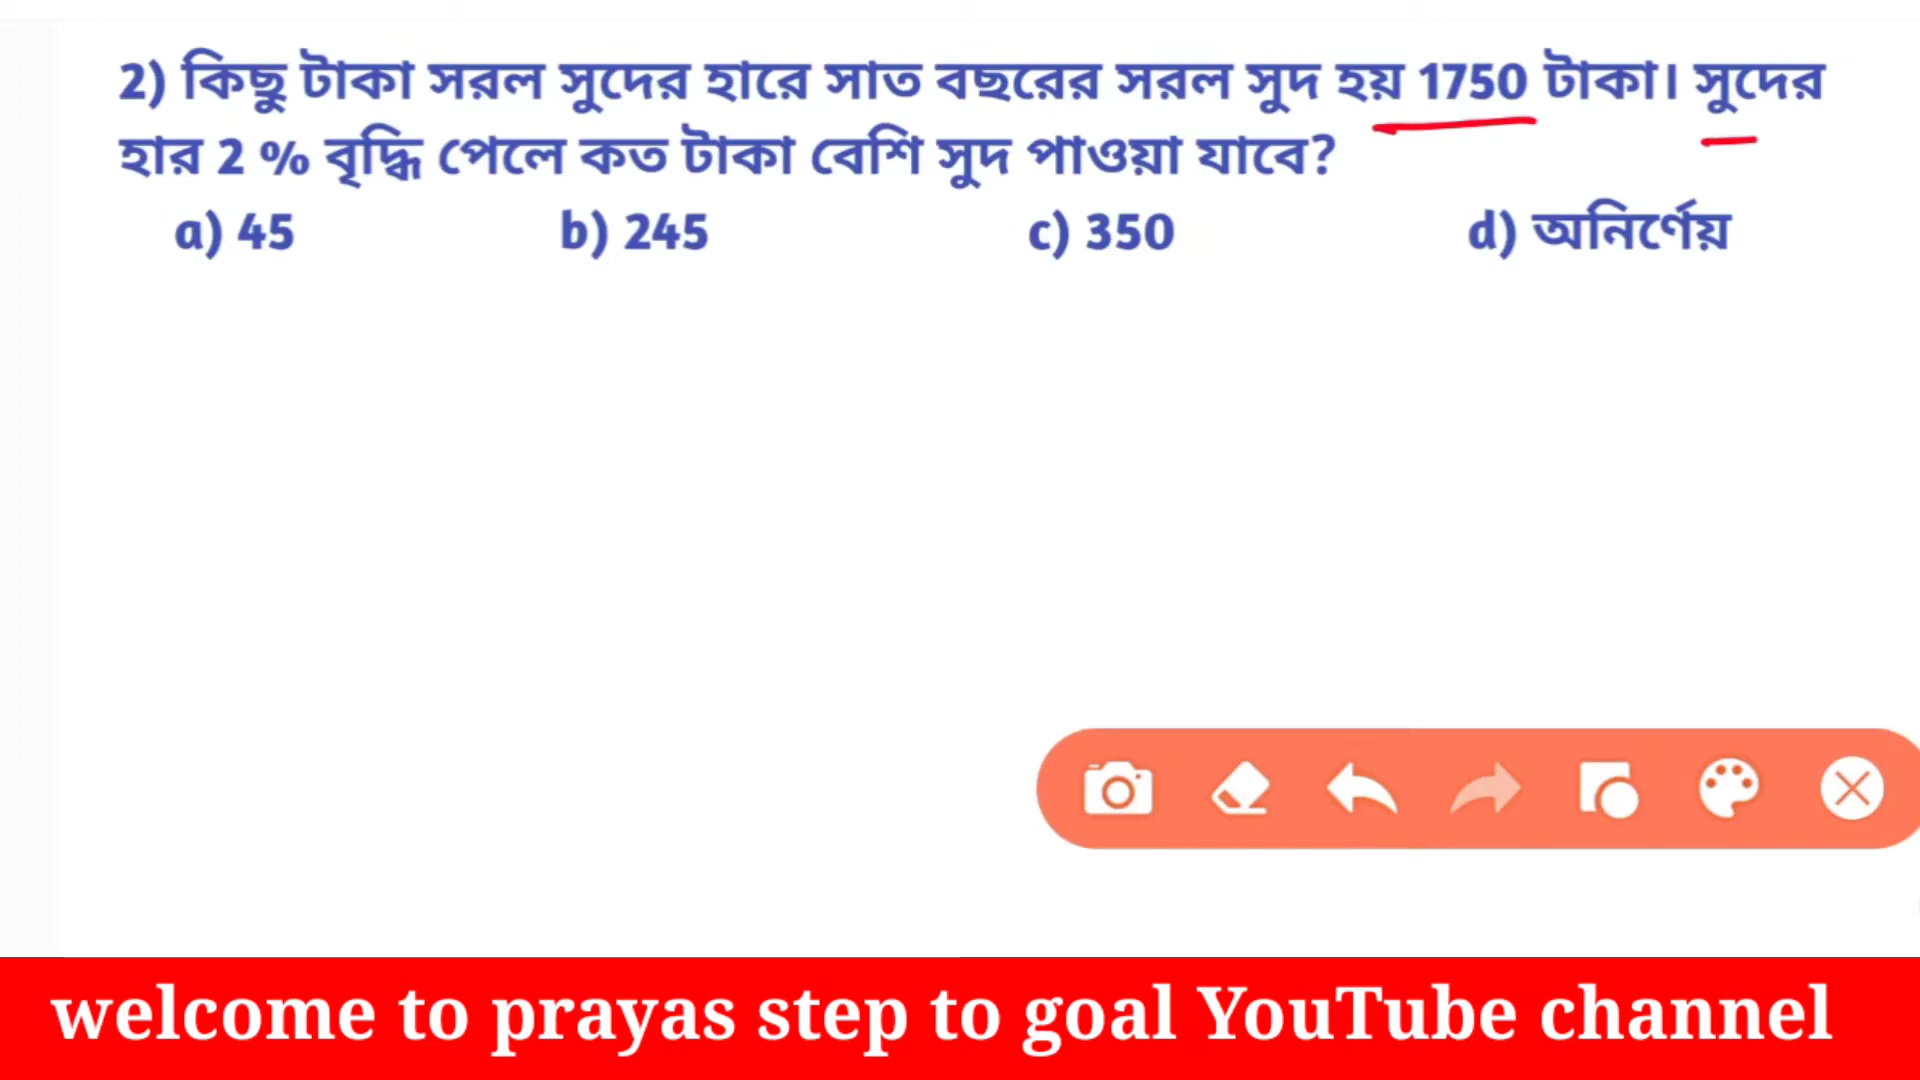 2) কিছু টাকা সরল সুদের হারে সাত বছরের সরল সুদ হয় 1750 টাকা। সুদের
হার 2 % বৃদ্ধি পেলে কত টাকা বেশি সুদ পাওয়া যাবে?
a) 45 b) 245 c) 350 d) অনির্ণেয়
welcome to prayas step to goal YouTube channel